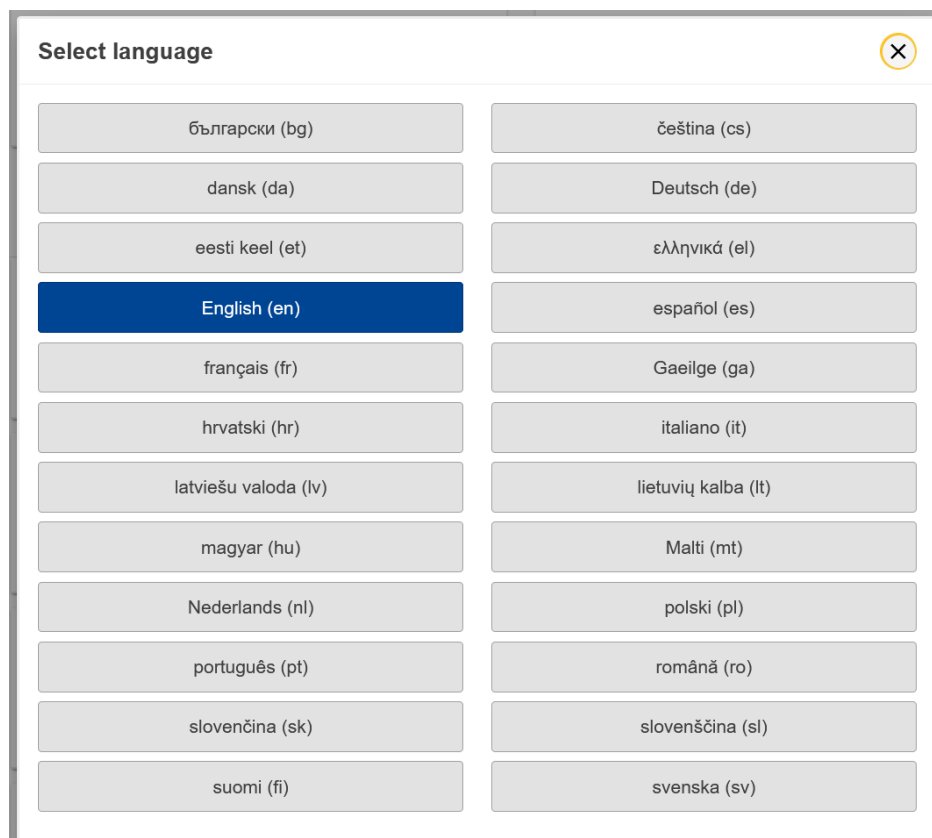 Select language
български (bg)
čeština (cs)
dansk (da)
Deutsch (de)
eesti keel (et)
ελληνικά (el)
English (en)
español (es)
français (fr)
Gaeilge (ga)
hrvatski (hr)
italiano (it)
latviešu valoda (lv)
lietuvių kalba (lt)
magyar (hu)
Malti (mt)
Nederlands (nl)
polski (pl)
português (pt)
română (ro)
slovenčina (sk)
slovenščina (sl)
suomi (fi)
svenska (sv)